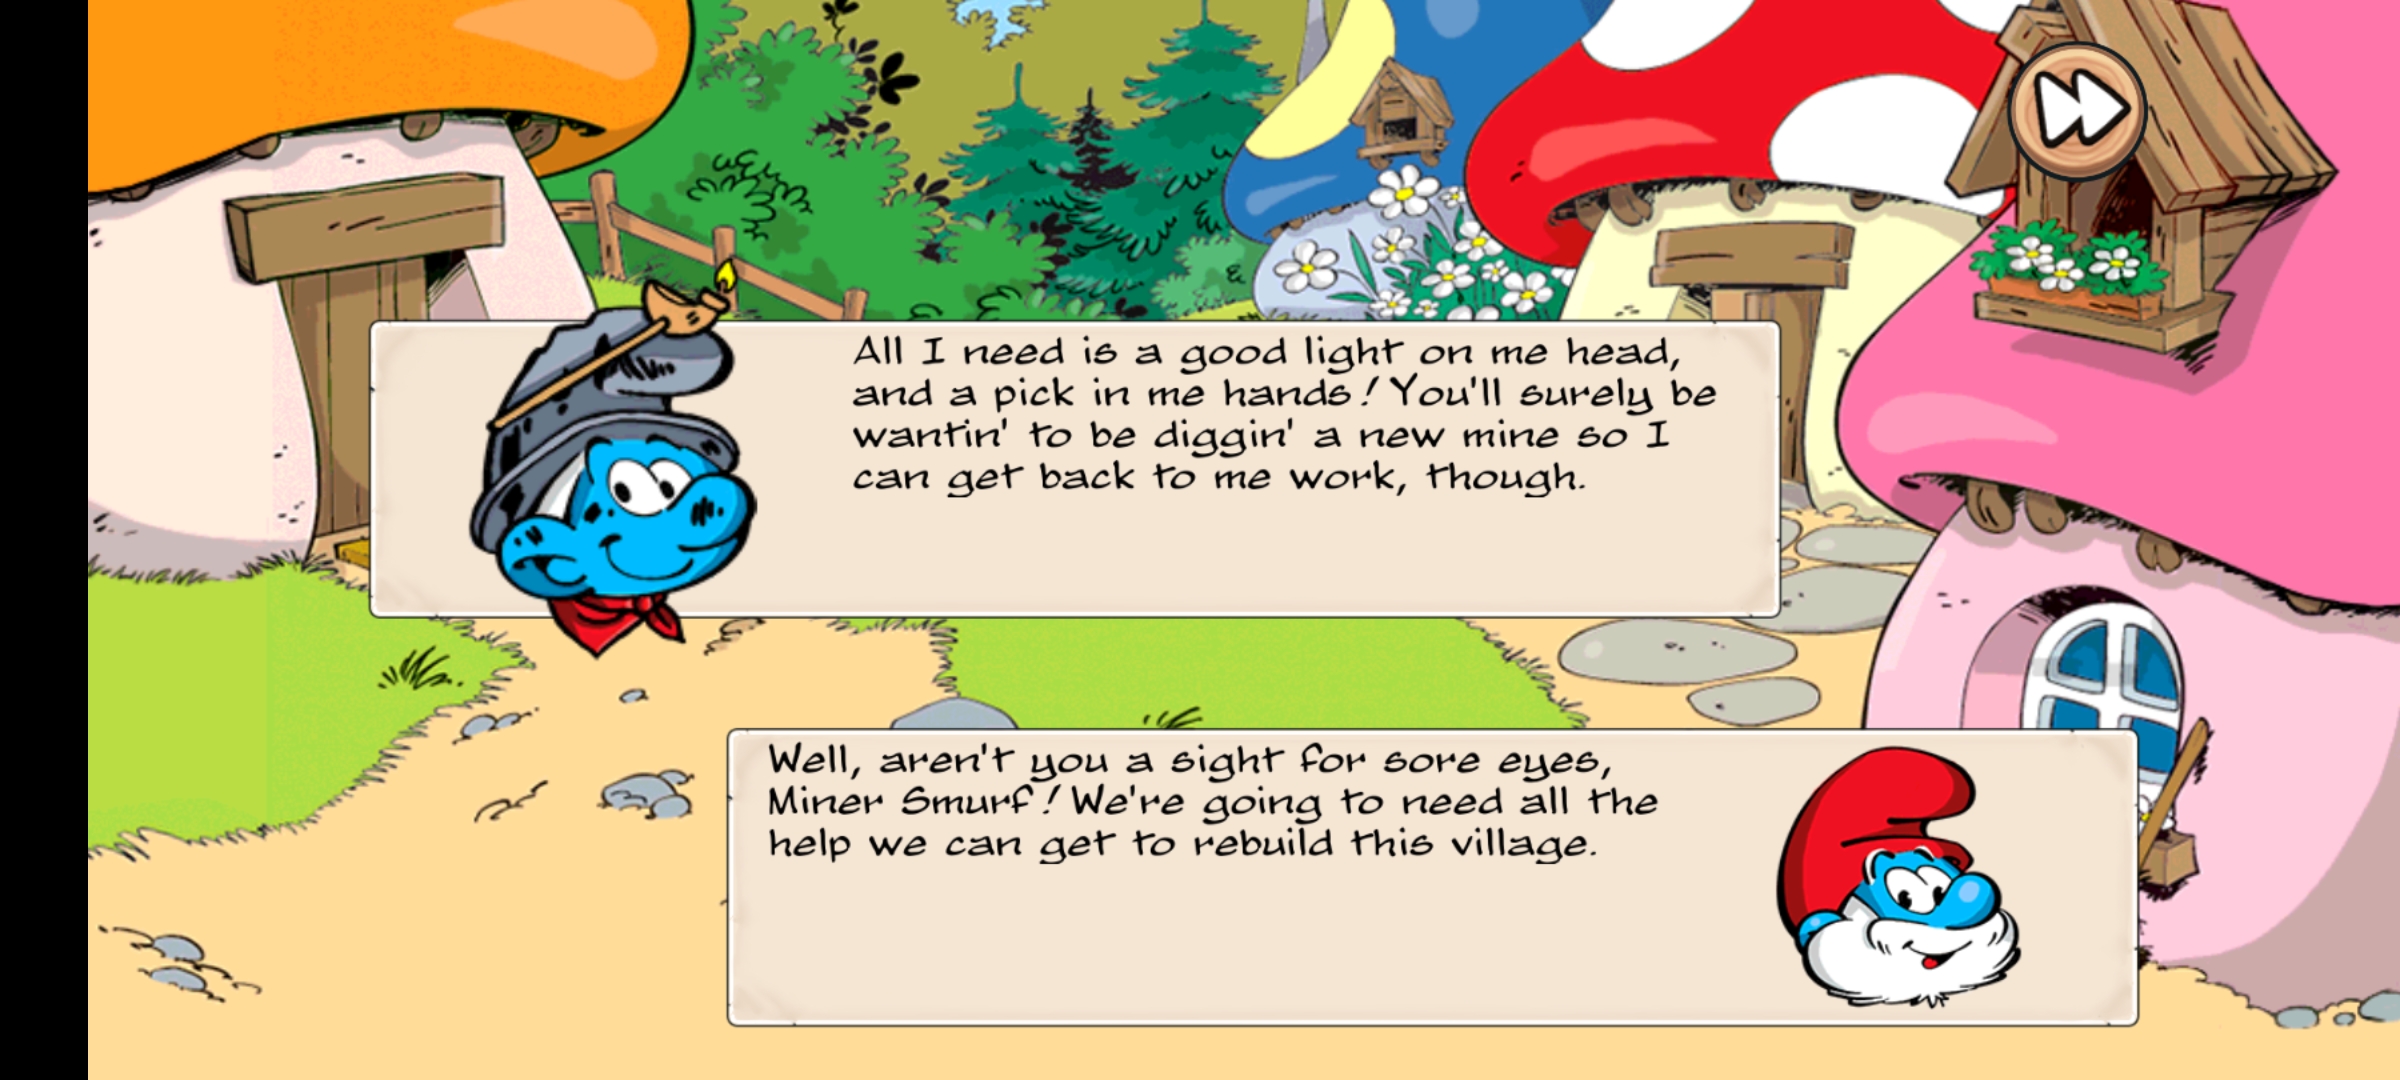 All I need is a good light on me head,
and a pick in me hands! You'll surely be
wantin' to be diggin' a new mine so I
can get back to me work, though.
Well, aren't you a sight for sore eyes,
Miner Smurf! We're going to need all the
help we can get to rebuild this village.